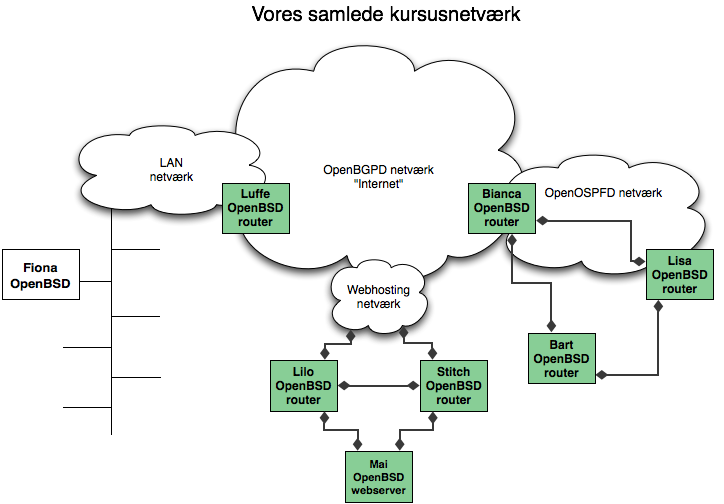 Vores samlede kursusnetværk
LAN
netværk
OpenBGPD netværk
"Internet"
Luffe
OpenBSD
router
Bianca
OpenBSD
router
OpenOSPFD netværk
Fiona
OpenBSD
Lisa
OpenBSD
router
Webhosting
netværk
Bart
OpenBSD
router
Lilo
OpenBSD
router
Stitch
OpenBSD
router
Mai
OpenBSD
webserver